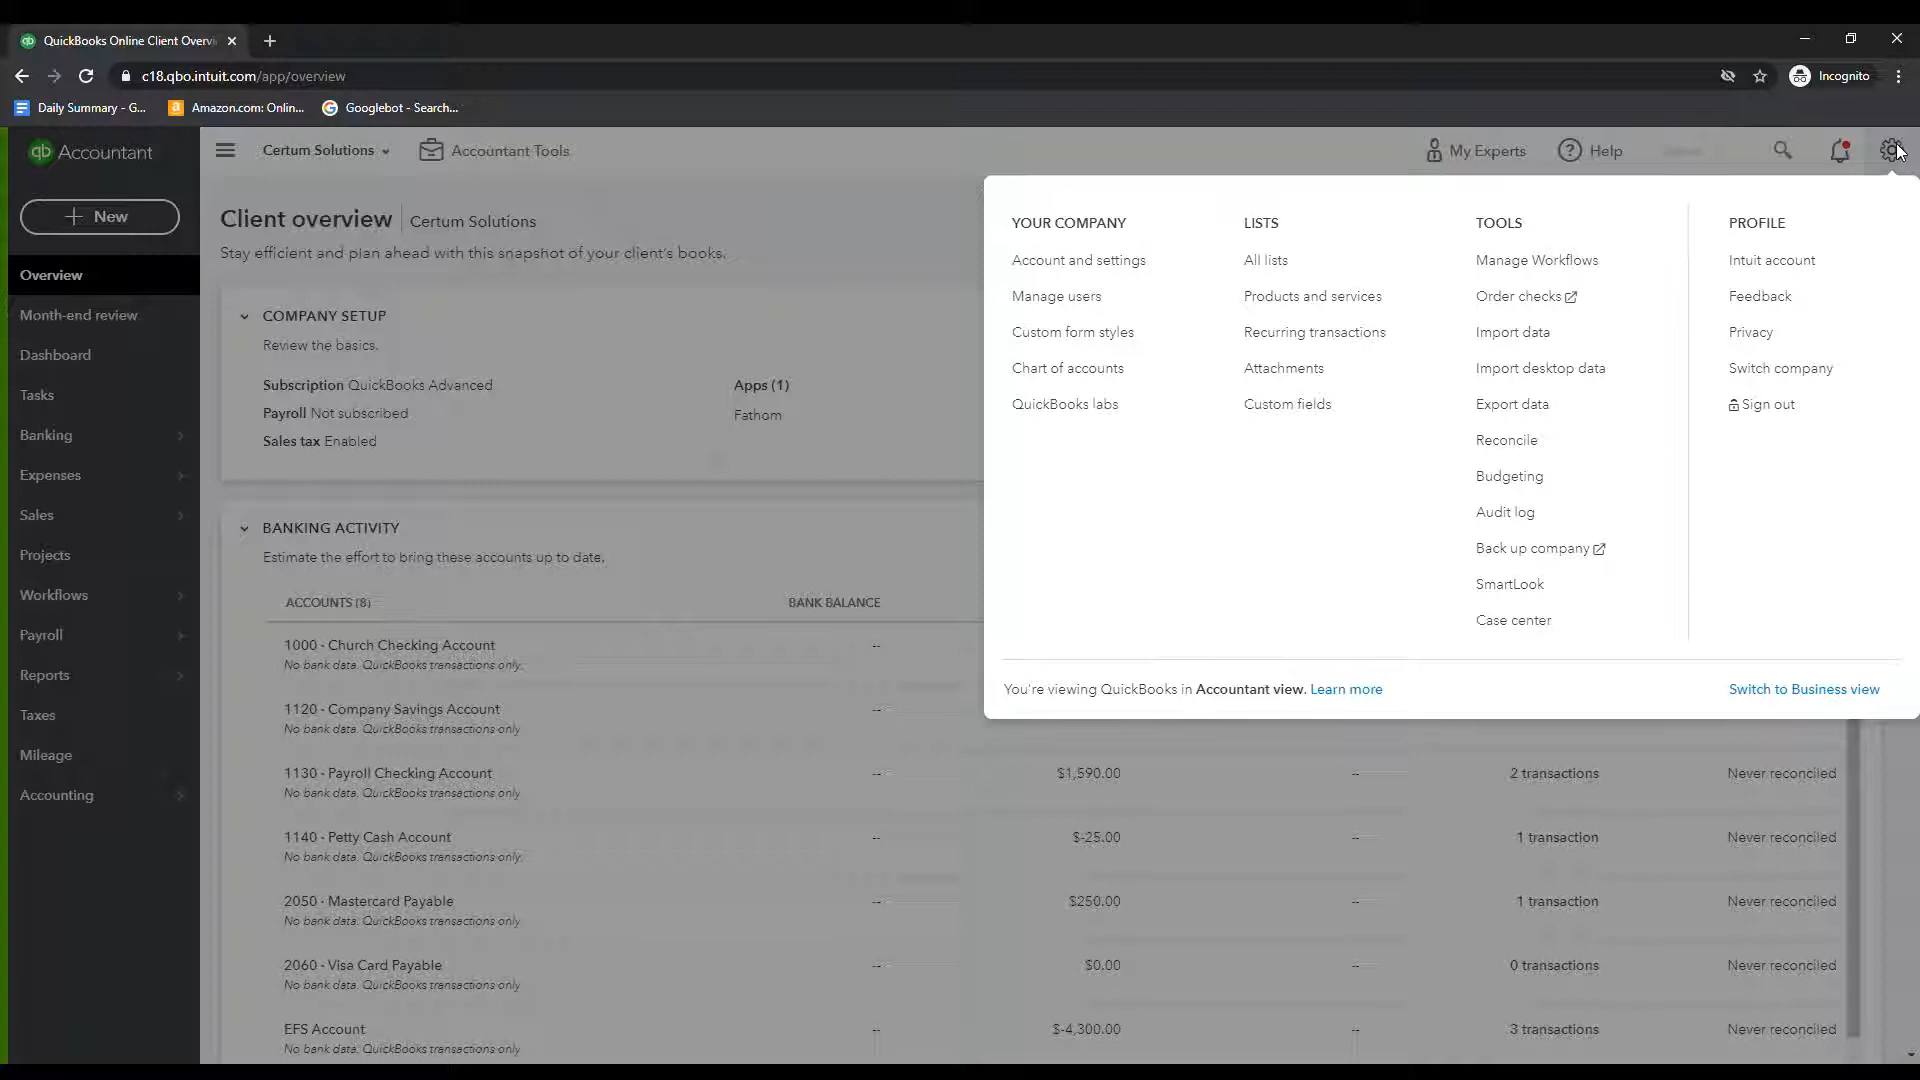 QuickBooks Online Client Overvi
c18.qbo.intuit.com/app/overview
Incognito
Daily Summary - G...
Amazon.com: Onlin...
Googlebot - Search...
qb Accountant
Certum Solutions
Accountant Tools
My Experts
Help
New
Overview
Month-end review
Dashboard
Tasks
Banking
Expenses
Sales
Projects
Workflows
Payroll
Reports
Taxes
Mileage
Accounting
Client overview
Certum Solutions
Stay efficient and plan ahead with this snapshot of your client's books.
COMPANY SETUP
Review the basics.
Subscription QuickBooks Advanced
Payroll Not subscribed
Sales tax Enabled
Apps (1)
Fathom
BANKING ACTIVITY
Estimate the effort to bring these accounts up to date.
ACCOUNTS (8)
BANK BALANCE
1000 - Church Checking Account
--
No bank data. QuickBooks transactions only.
1120 - Company Savings Account
--
No bank data. QuickBooks transactions only
1130 - Payroll Checking Account
-- $1,590.00 -- 2 transactions Never reconciled
No bank data. QuickBooks transactions only
1140 - Petty Cash Account
-- $-25.00 -- 1 transaction Never reconciled
No bank data. QuickBooks transactions only.
2050 - Mastercard Payable
-- $250.00 -- 1 transaction Never reconciled
No bank data. QuickBooks transactions only
2060 - Visa Card Payable
-- $0.00 -- 0 transactions Never reconciled
No bank data. QuickBooks transactions only
EFS Account
-- $-4,300.00 -- 3 transactions Never reconciled
No bank data. QuickBooks transactions only
YOUR COMPANY
Account and settings
Manage users
Custom form styles
Chart of accounts
QuickBooks labs
LISTS
All lists
Products and services
Recurring transactions
Attachments
Custom fields
TOOLS
Manage Workflows
Order checks
Import data
Import desktop data
Export data
Reconcile
Budgeting
Audit log
Back up company
SmartLook
Case center
PROFILE
Intuit account
Feedback
Privacy
Switch company
Sign out
You're viewing QuickBooks in Accountant view. Learn more
Switch to Business view